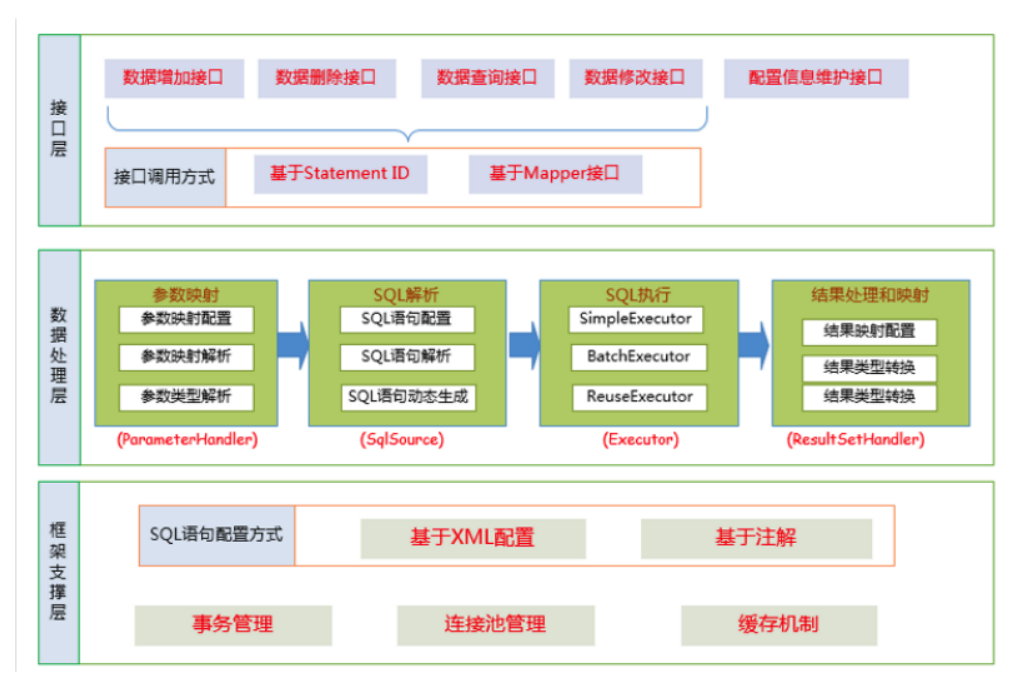 接口层
数据增加接口
数据删除接口
数据查询接口
数据修改接口
配置信息维护接口
接口调用方式
基于Statement ID
基于Mapper接口
数据处理层
参数映射
参数映射配置
参数映射解析
参数类型解析
(ParameterHandler)
SQL解析
SQL语句配置
SQL语句解析
SQL语句动态生成
(SqlSource)
SQL执行
SimpleExecutor
BatchExecutor
ReuseExecutor
(Executor)
结果处理和映射
结果映射配置
结果类型转换
结果类型转换
(ResultSetHandler)
框架支撑层
SQL语句配置方式
基于XML配置
基于注解
事务管理
连接池管理
缓存机制